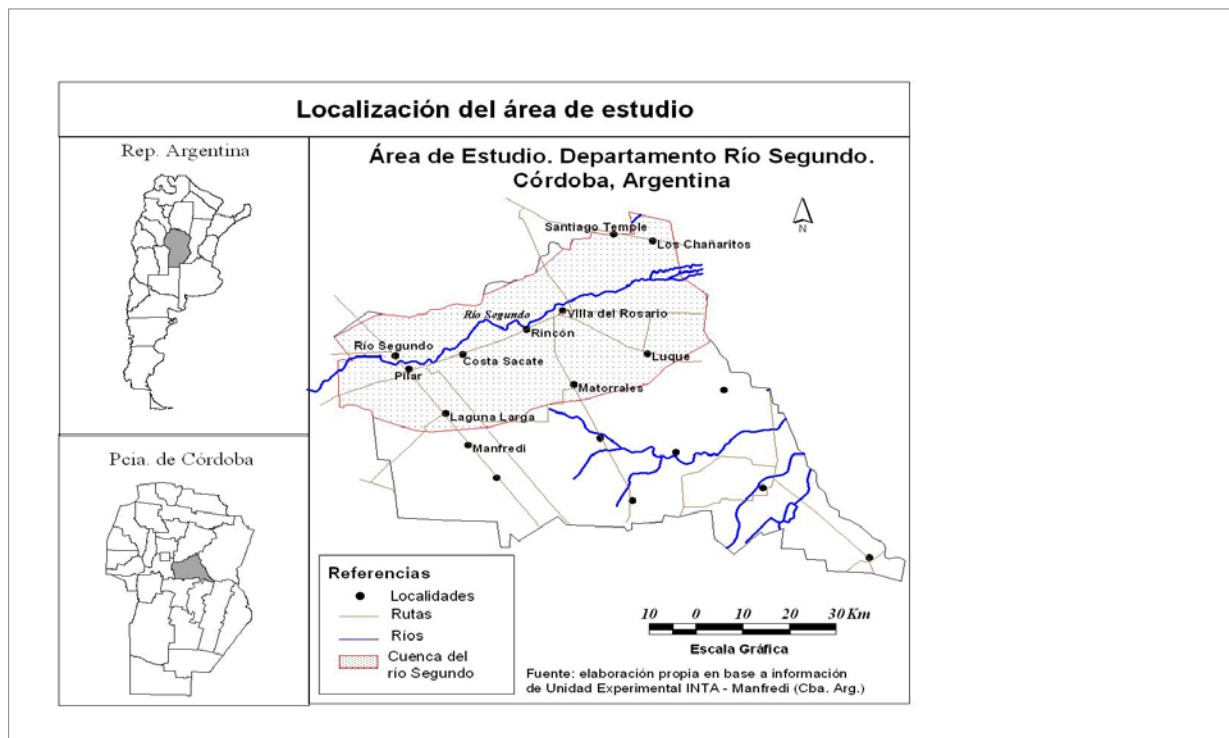 Localización del área de estudio
Rep. Argentina
Pcia. de Córdoba
Área de Estudio. Departamento Río Segundo.
Córdoba, Argentina
N
Santiago Temple
Los Chañaritos
Río Segundo
Villa del Rosario
Rincón
Río Segundo
Costa Sacate
Luque
Pilar
Matorrales
Laguna Larga
Manfredi
Referencias
Localidades
Rutas
Ríos
Cuenca del
río Segundo
10 0 10 20 30 Km
Escala Gráfica
Fuente: elaboración propia en base a información
de Unidad Experimental INTA - Manfredi (Cba. Arg.)